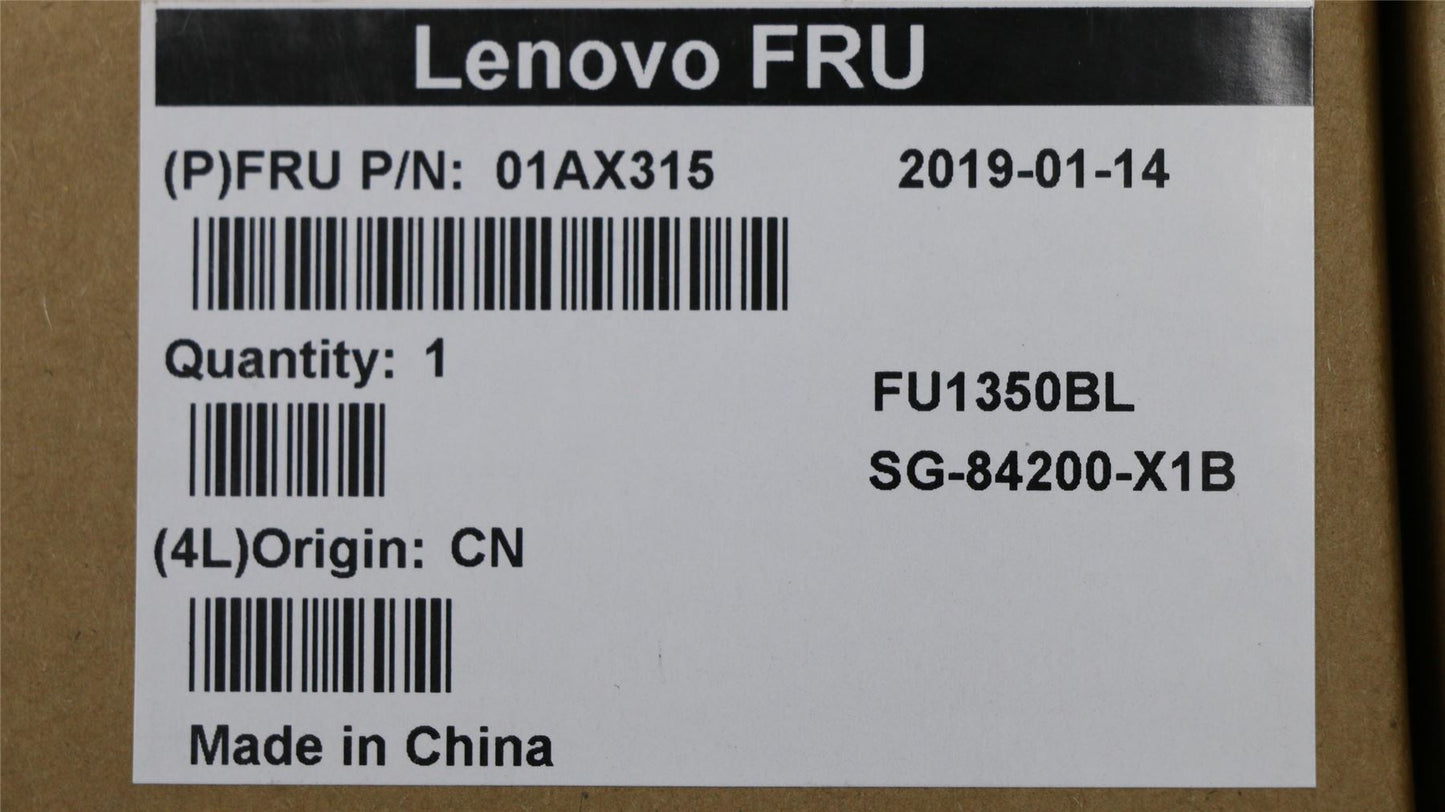 Lenovo FRU
(P)FRU P/N: 01AX315 2019-01-14
Quantity: 1
FU1350BL
SG-84200-X1B
(4L)Origin: CN
Made in China